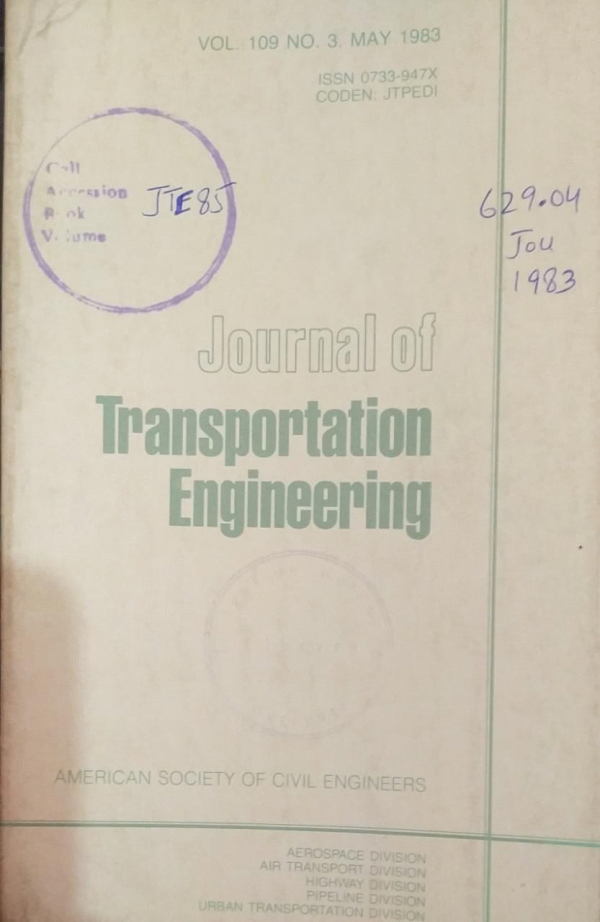 VOL. 109 NO. 3, MAY 1983
ISSN 0733-947X
CODEN: JTPEDI
Call
Accession
Book
Volume
JTE85
629.04
Jou
1983
Journal of
Transportation
Engineering
AMERICAN SOCIETY OF CIVIL ENGINEERS
AEROSPACE DIVISION
AIR TRANSPORT DIVISION
HIGHWAY DIVISION
PIPELINE DIVISION
URBAN TRANSPORTATION DIVISION